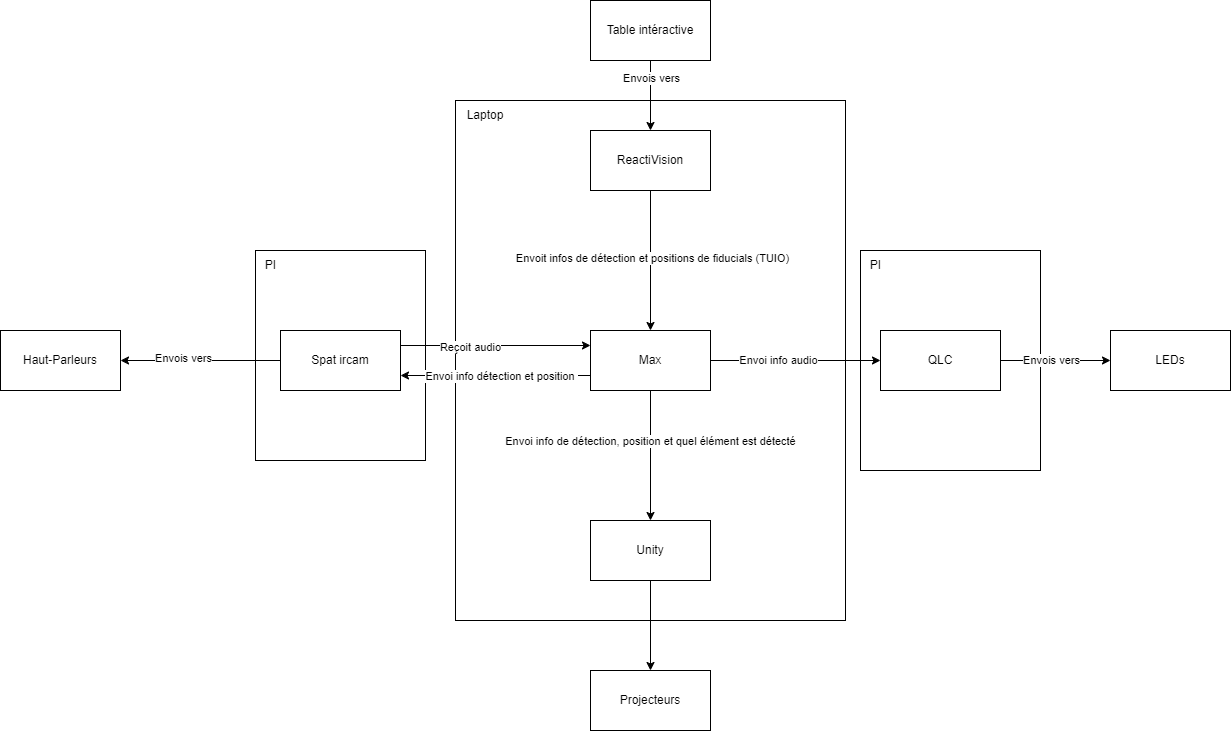 Table intéractive
Envois vers
Laptop
ReactiVision
Envoit infos de détection et positions de fiducials (TUIO)
PI
PI
Haut-Parleurs
Envois vers
Spat ircam
Reçoit audio
Envoi info détection et position
Max
Envoi info audio
QLC
Envois vers
LEDs
Envoi info de détection, position et quel élément est détecté
Unity
Projecteurs